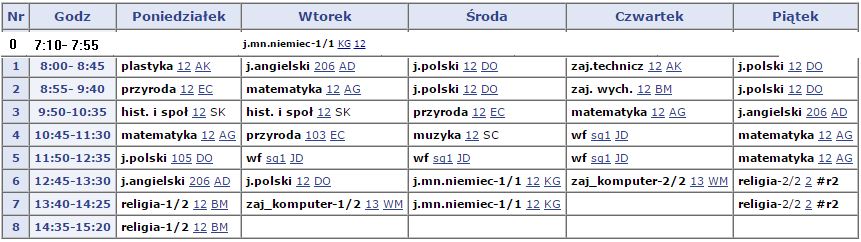 Nr Godz Poniedziałek Wtorek Środa Czwartek Piątek
0 7:10- 7:55 j.mn.niemiec-1/1 KG 12
1 8:00- 8:45 plastyka 12 AK j.angielski 206 AD j.polski 12 DO zaj.technicz 12 AK j.polski 12 DO
2 8:55- 9:40 przyroda 12 EC matematyka 12 AG j.polski 12 DO zaj. wych. 12 BM j.polski 12 DO
3 9:50-10:35 hist. i społ 12 SK hist. i społ 12 SK przyroda 12 EC matematyka 12 AG j.angielski 206 AD
4 10:45-11:30 matematyka 12 AG przyroda 103 EC muzyka 12 SC wf sg1 JD matematyka 12 AG
5 11:50-12:35 j.polski 105 DO wf sg1 JD wf sg1 JD wf sg1 JD matematyka 12 AG
6 12:45-13:30 j.angielski 206 AD j.polski 12 DO j.mn.niemiec-1/1 12 KG zaj_komputer-2/2 13 WM religia-2/2 2 #r2
7 13:40-14:25 religia-1/2 12 BM zaj_komputer-1/2 13 WM j.mn.niemiec-1/1 12 KG religia-2/2 2 #r2
8 14:35-15:20 religia-1/2 12 BM